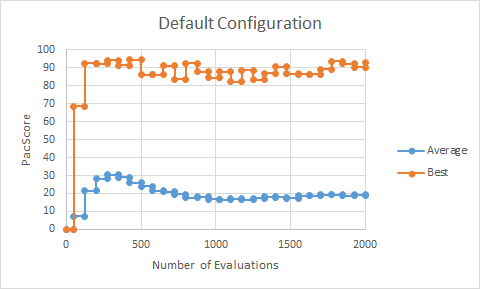 Default Configuration
100
90
80
70
60
50
40
30
20
10
0
PacScore
0 500 1000 1500 2000
Number of Evaluations
Average
Best